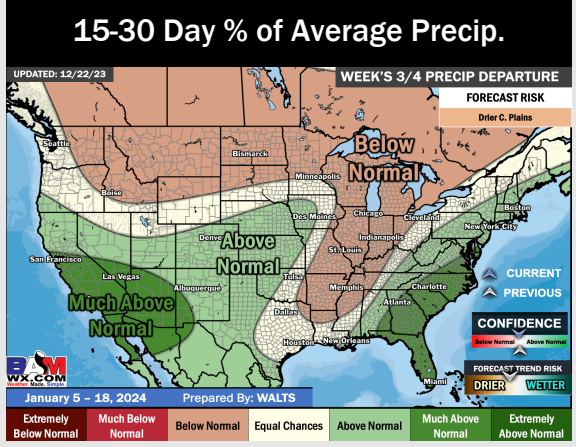 15-30 Day % of Average Precip.
UPDATED: 12/22/23
WEEK'S 3/4 PRECIP DEPARTURE
FORECAST RISK
Drier C. Plains
Seattle
Bismarck
Below
Normal
Minneapolis
Boise
Boston
Des Moines
Chicago
Cleveland
New York City
Denve
Above
Normal
Indianapolis
St. Louis
San Francisco
Las Vegas
Tulsa
CURRENT
Albuquerque
Memphis
Charlotte
PREVIOUS
Much Above
Normal
Atlanta
Dallas
CONFIDENCE
Below Normal
Above Normal
Houston
New Orleans
FORECAST TREND RISK
DRIER
WETTER
Miami
BAM
WX.COM
Weather. Made. Simple.
January 5 – 18, 2024
Prepared By: WALTS
Extremely
Below Normal
Much Below
Normal
Below Normal
Equal Chances
Above Normal
Much Above
Normal
Extremely
Above Normal